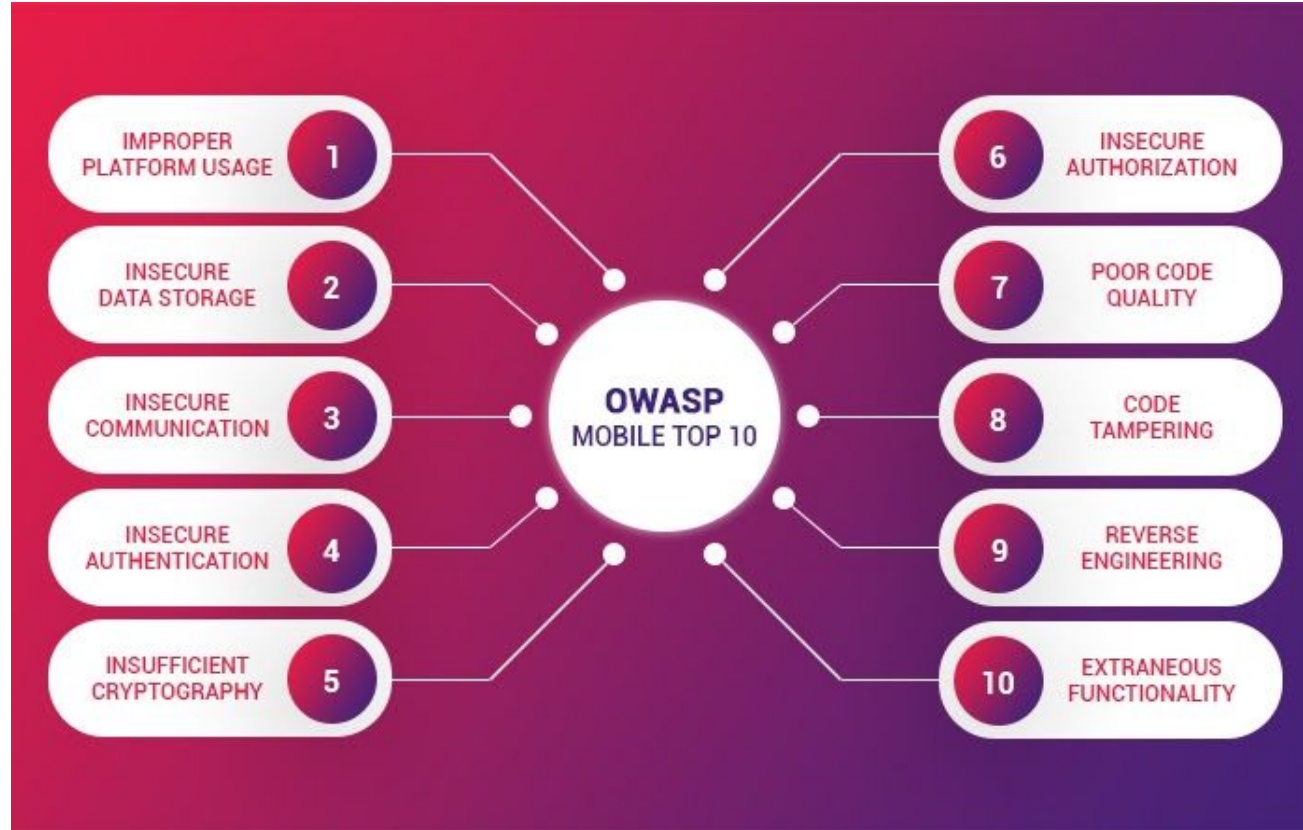 IMPROPER
PLATFORM USAGE
1
INSECURE
DATA STORAGE
2
INSECURE
COMMUNICATION
3
INSECURE
AUTHENTICATION
4
INSUFFICIENT
CRYPTOGRAPHY
5
OWASP
MOBILE TOP 10
6
INSECURE
AUTHORIZATION
7
POOR CODE
QUALITY
8
CODE
TAMPERING
9
REVERSE
ENGINEERING
10
EXTRANEOUS
FUNCTIONALITY